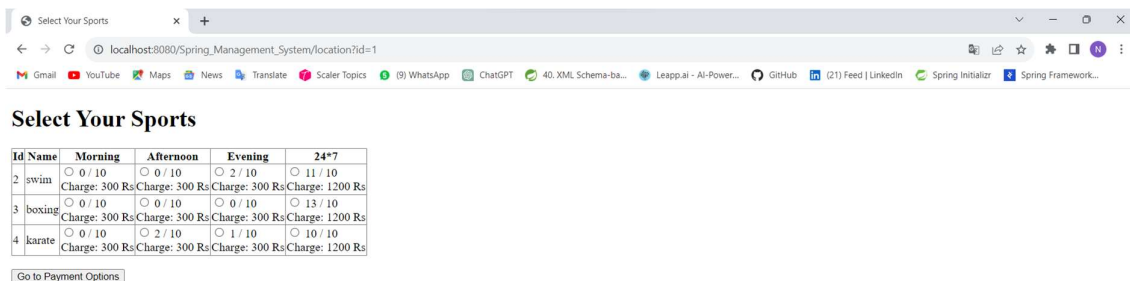 Select Your Sports
localhost:8080/Spring_Management_System/location?id=1
N
Gmail YouTube Maps News Translate Scaler Topics (9) WhatsApp ChatGPT 40. XML Schema-ba... Leapp.ai - AI-Power... GitHub (21) Feed | LinkedIn Spring Initializr Spring Framework...
Select Your Sports
Id Name Morning Afternoon Evening 24*7
2 swim 0 / 10 0 / 10 2 / 10 11 / 10
Charge: 300 Rs Charge: 300 Rs Charge: 300 Rs Charge: 1200 Rs
3 boxing 0 / 10 0 / 10 0 / 10 13 / 10
Charge: 300 Rs Charge: 300 Rs Charge: 300 Rs Charge: 1200 Rs
4 karate 0 / 10 2 / 10 1 / 10 10 / 10
Charge: 300 Rs Charge: 300 Rs Charge: 300 Rs Charge: 1200 Rs
Go to Payment Options